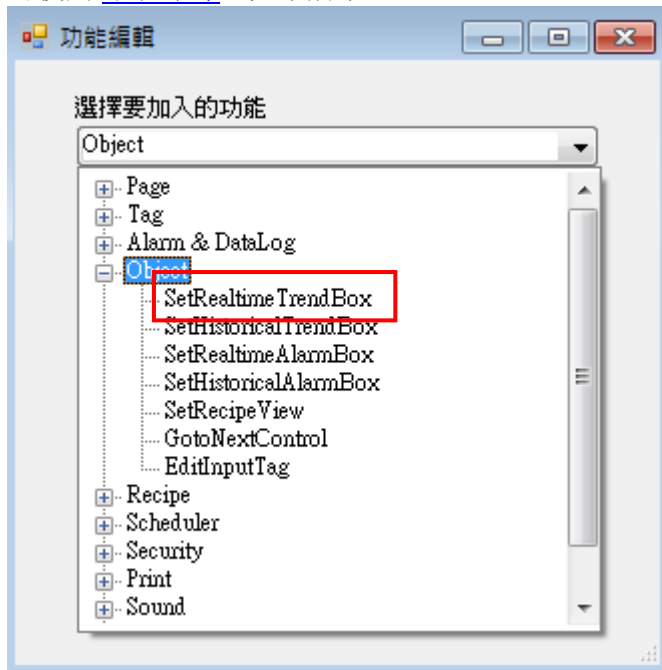 功能編輯
選擇要加入的功能
Object
Page
Tag
Alarm & DataLog
Object
SetRealtimeTrendBox
SetHistoricalTrendBox
SetRealtimeAlarmBox
SetHistoricalAlarmBox
SetRecipeView
GotoNextControl
EditInputTag
Recipe
Scheduler
Security
Print
Sound